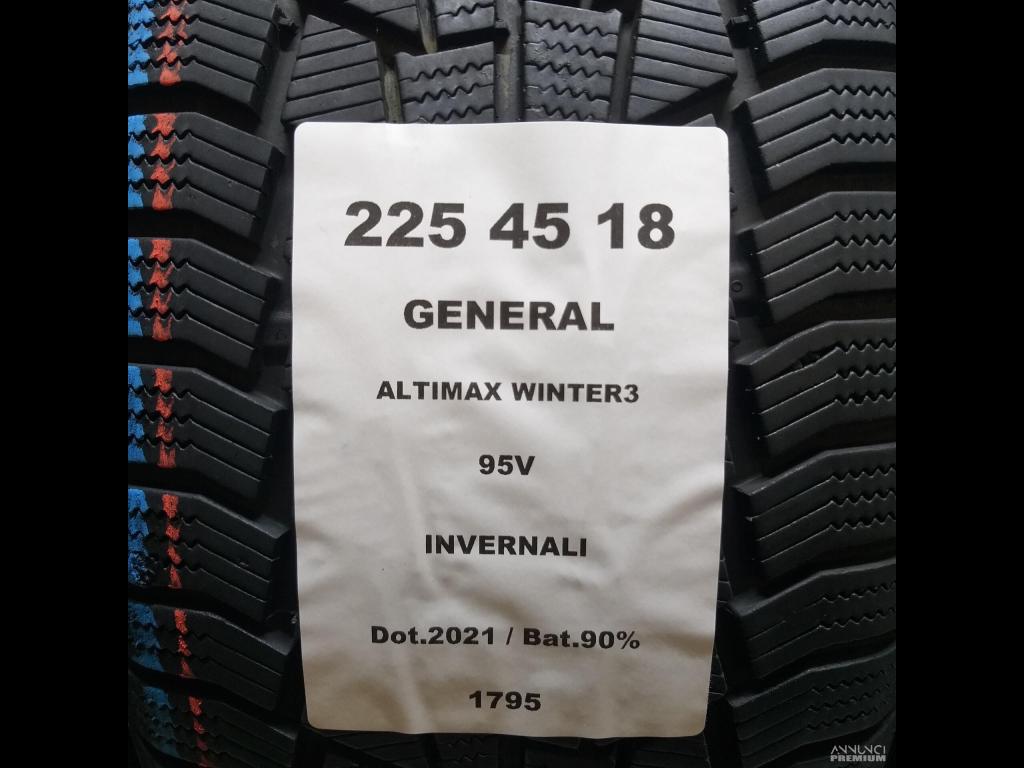 225 45 18
GENERAL
ALTIMAX WINTER3
95V
INVERNALI
Dot.2021 / Bat.90%
1795
ANNUNCI
PREMIUM